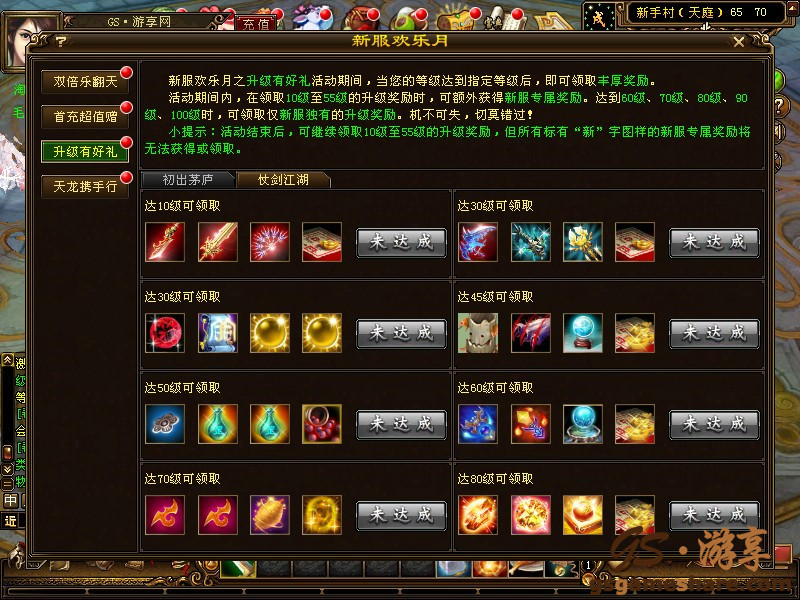 GS·游享网
充值
新手村(天庭) 65 70
戌
新服欢乐月
双倍乐翻天
首充超值赠
升级有好礼
天龙携手行
新服欢乐月之升级有好礼活动期间，当您的等级达到指定等级后，即可领取丰厚奖励。
活动期间内，在领取10级至55级的升级奖励时，可额外获得新服专属奖励。达到60级、70级、80级、90
级、100级时，可领取仅新服独有的升级奖励。机不可失，切莫错过！
小提示：活动结束后，可继续领取10级至55级的升级奖励，但所有标有“新”字图样的新服专属奖励将
无法获得或领取。
初出茅庐
仗剑江湖
达10级可领取
未达成
达30级可领取
未达成
达30级可领取
未达成
达45级可领取
未达成
达50级可领取
未达成
达60级可领取
未达成
达70级可领取
未达成
达80级可领取
未达成
近
GS·游享